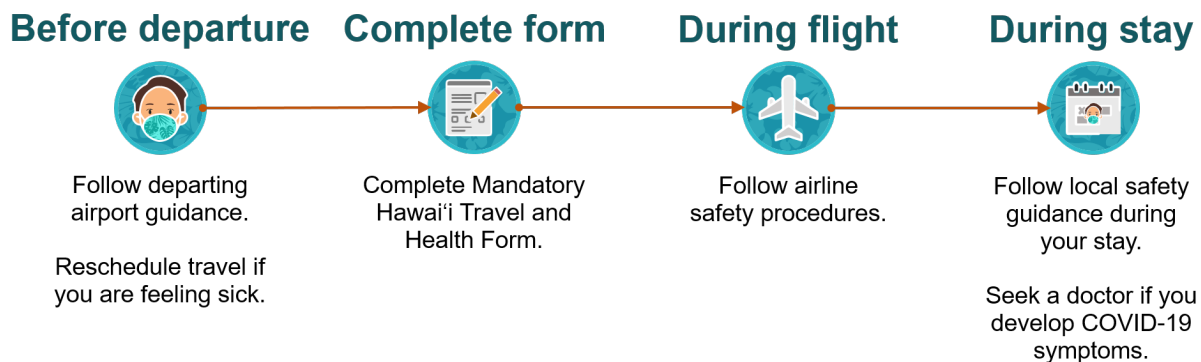 Before departure
Complete form
During flight
During stay
Follow departing
airport guidance.
Reschedule travel if
you are feeling sick.
Complete Mandatory
Hawai‘i Travel and
Health Form.
Follow airline
safety procedures.
Follow local safety
guidance during
your stay.
Seek a doctor if you
develop COVID-19
symptoms.